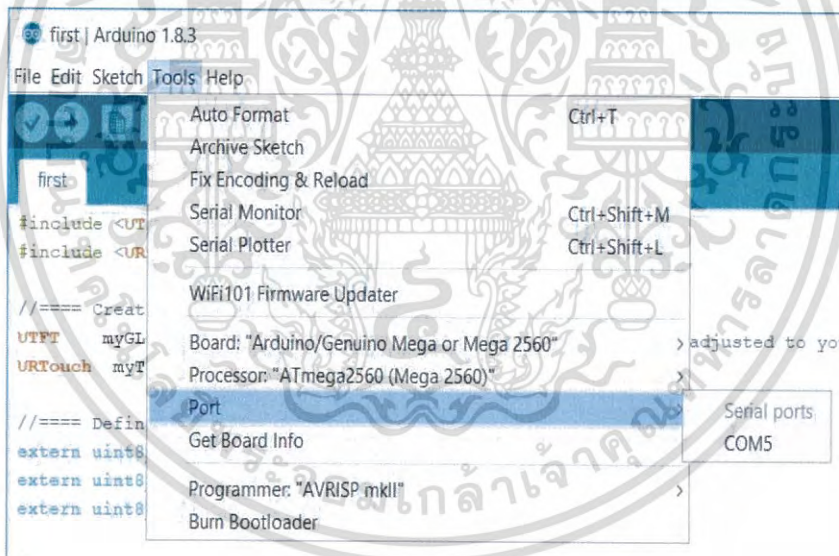 first | Arduino 1.8.3
File Edit Sketch Tools Help
Auto Format Ctrl+T
Archive Sketch
Fix Encoding & Reload
Serial Monitor Ctrl+Shift+M
Serial Plotter Ctrl+Shift+L
WiFi101 Firmware Updater
Board: "Arduino/Genuino Mega or Mega 2560"
Processor: "ATmega2560 (Mega 2560)"
Port
Get Board Info
Programmer: "AVRISP mkII"
Burn Bootloader
Serial ports
COM5
first
#include <UT
#include <UR
//==== Creat
UTFT myGL
adjusted to yo
URTouch myT
//==== Defin
extern uint8
extern uint8
extern uint8